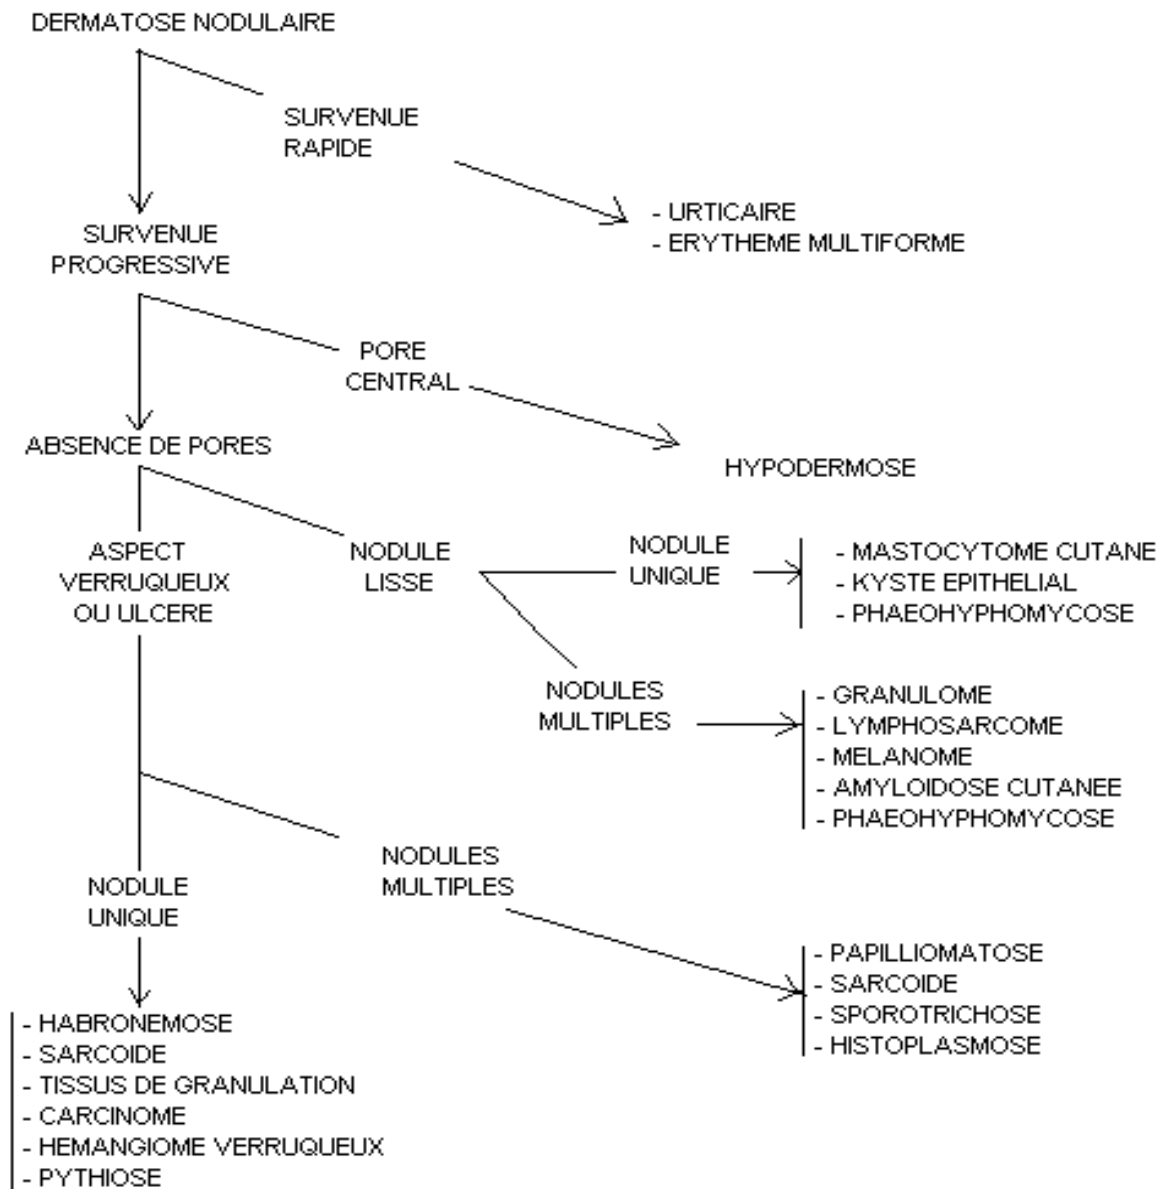 DERMATOSE NODULAIRE
SURVENUE
RAPIDE
- URTICAIRE
- ERYTHEME MULTIFORME
SURVENUE
PROGRESSIVE
PORE
CENTRAL
HYPODERMOSE
ABSENCE DE PORES
ASPECT
VERRUQUEUX
OU ULCERE
NODULE
LISSE
NODULE
UNIQUE
- MASTOCYTOME CUTANE
- KYSTE EPITHELIAL
- PHAEOHYPHOMYCOSE
NODULES
MULTIPLES
- GRANULOME
- LYMPHOSARCOME
- MELANOME
- AMYLOIDOSE CUTANEE
- PHAEOHYPHOMYCOSE
NODULES
MULTIPLES
- PAPILLIOMATOSE
- SARCOIDE
- SPOROTRICHOSE
- HISTOPLASMOSE
NODULE
UNIQUE
- HABRONEMOSE
- SARCOIDE
- TISSUS DE GRANULATION
- CARCINOME
- HEMANGIOME VERRUQUEUX
- PYTHIOSE